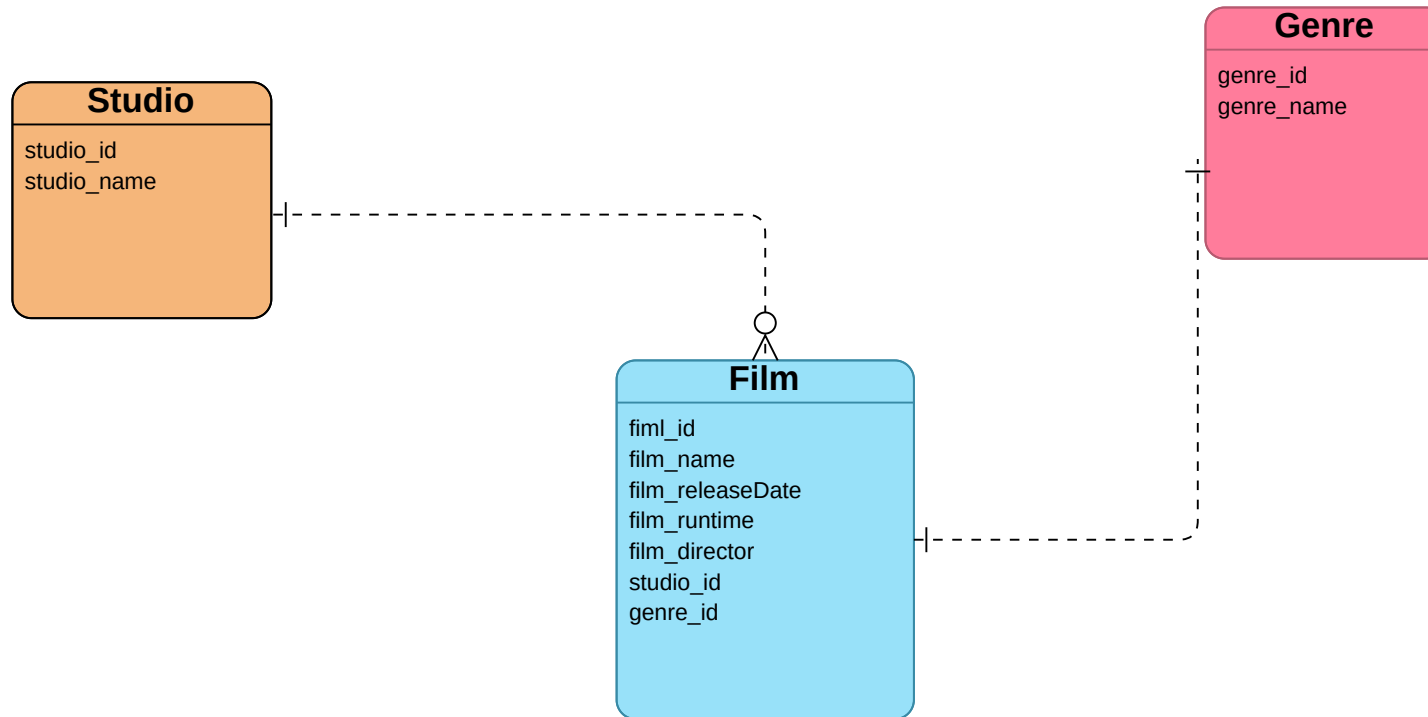 Studio
studio_id
studio_name
Genre
genre_id
genre_name
Film
fiml_id
film_name
film_releaseDate
film_runtime
film_director
studio_id
genre_id